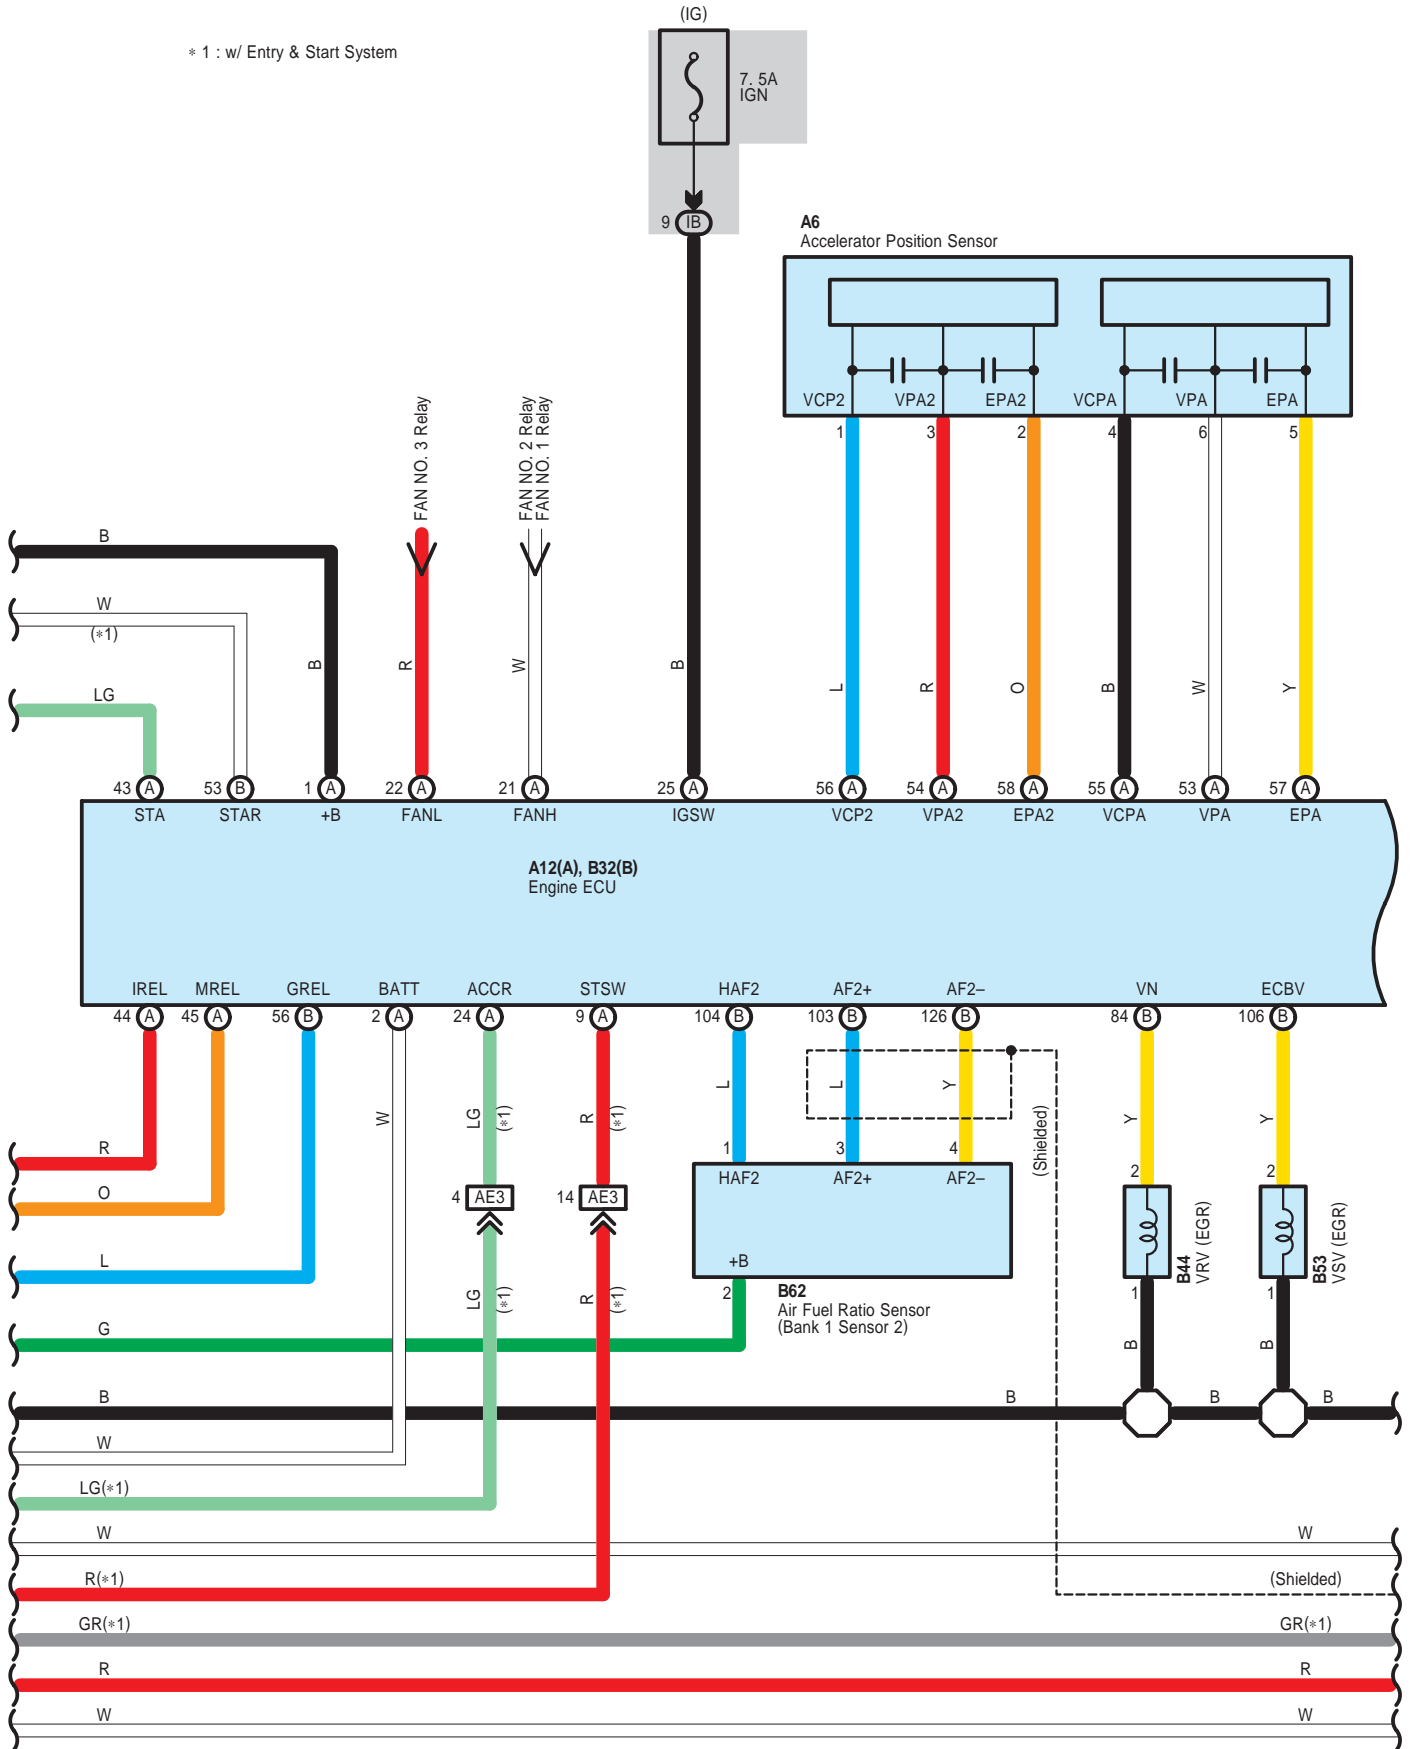 (IG)
* 1 : w/ Entry & Start System
7. 5A
IGN
9 IB
A6
Accelerator Position Sensor
VCP2 VPA2 EPA2 VCPA VPA EPA
1 3 2 4 6 5
FAN NO. 3 Relay
FAN NO. 2 Relay
FAN NO. 1 Relay
B
W
(*1)
LG
B R W B L R O B W Y
43 A 53 B 1 A 22 A 21 A 25 A 56 A 54 A 58 A 55 A 53 A 57 A
STA STAR +B FANL FANH IGSW VCP2 VPA2 EPA2 VCPA VPA EPA
A12(A), B32(B)
Engine ECU
IREL MREL GREL BATT ACCR STSW HAF2 AF2+ AF2– VN ECBV
44 A 45 A 56 B 2 A 24 A 9 A 104 B 103 B 126 B 84 B 106 B
L L Y
W LG (*1) R (*1) (Shielded) Y Y
R
1 3 4
HAF2 AF2+ AF2–
2 2
O
4 AE3 14 AE3
L
+B
LG (*1) R (*1)
2
B62
Air Fuel Ratio Sensor
(Bank 1 Sensor 2)
B44
VRV (EGR)
B53
VSV (EGR)
1 1
G
B B
B B B B
W
LG(*1)
W W
R(*1) (Shielded)
GR(*1) GR(*1)
R R
W W